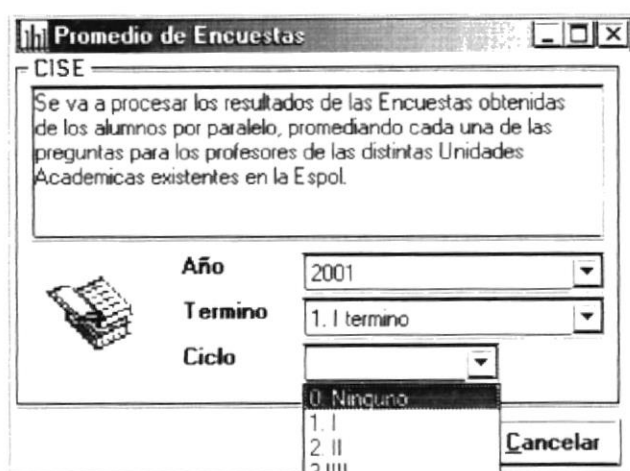 Promedio de Encuestas
CISE
Se va a procesar los resultados de las Encuestas obtenidas
de los alumnos por paralelo, promediando cada una de las
preguntas para los profesores de las distintas Unidades
Academicas existentes en la Espol.
Año 2001
Termino 1. I termino
Ciclo
0. Ninguno
1. I
2. II
Cancelar